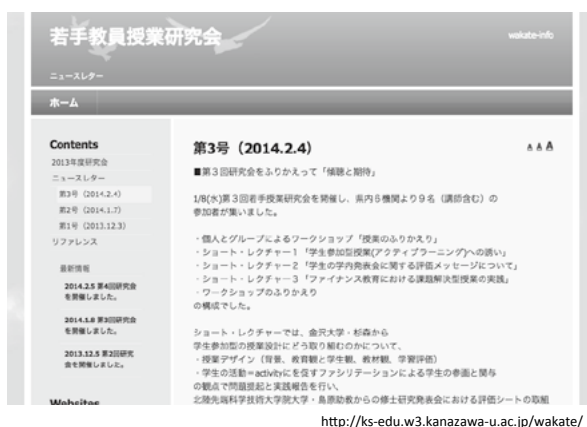 若手教員授業研究会
wakate-info
ニュースレター
ホーム
Contents
2013年度研究会
ニュースレター
第3号（2014.2.4）
第2号（2014.1.7）
第1号（2013.12.3）
リファレンス
最新情報
2014.2.5 第4回研究会
を開催しました。
2014.1.8 第3回研究会
を開催しました。
2013.12.5 第2回研究
会を開催しました。
Websites
第3号（2014.2.4）
A A A
■第３回研究会をふりかえって「傾聴と期待」
1/8(水)第３回若手授業研究会を開催し、県内６機関より９名（講師含む）の
参加者が集いました。
・個人とグループによるワークショップ「授業のふりかえり」
・ショート・レクチャー１「学生参加型授業(アクティブラーニング)への誘い」
・ショート・レクチャー２「学生の学内発表会に関する評価メッセージについて」
・ショート・レクチャー３「ファイナンス教育における課題解決型授業の実践」
・ワークショップのふりかえり
の構成でした。
ショート・レクチャーでは、金沢大学・杉森から
学生参加型の授業設計にどう取り組むのかについて、
・授業デザイン（背景、教育観と学生観、教材観、学習評価）
・学生の活動＝activityにを促すファシリテーションによる学生の参画と関与
の観点で問題提起と実践報告を行い、
北陸先端科学技術大学院大学・島原助教からの修士研究発表会における評価シートの取組
http://ks-edu.w3.kanazawa-u.ac.jp/wakate/